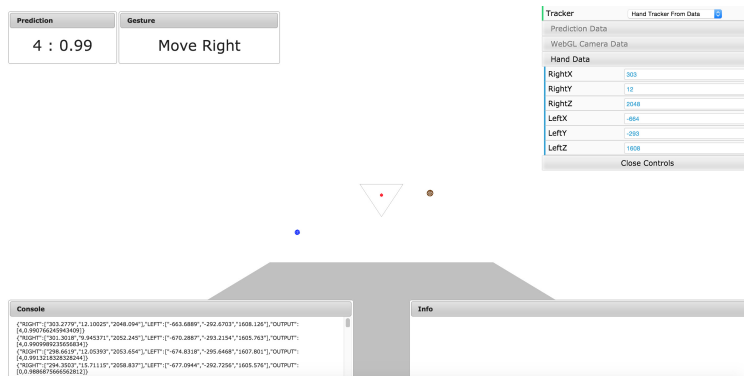 Prediction
4 : 0.99
Gesture
Move Right
Tracker
Hand Tracker From Data
Prediction Data
WebGL Camera Data
Hand Data
RightX
303
RightY
12
RightZ
2048
LeftX
-664
LeftY
-293
LeftZ
1608
Close Controls
Console
{"RIGHT":["303.2779","12.10025","2048.094"],"LEFT":["-663.6889","-292.6703","1608.126"],"OUTPUT":
[4,0.990766245943409]}
{"RIGHT":["301.3018","9.945371","2052.245"],"LEFT":["-670.2887","-293.2154","1605.763"],"OUTPUT":
[4,0.9909989235656834]}
{"RIGHT":["298.6619","12.05393","2053.654"],"LEFT":["-674.8318","-295.6468","1607.801"],"OUTPUT":
[4,0.9913218328328244]}
{"RIGHT":["294.3503","15.71115","2058.837"],"LEFT":["-677.0944","-292.7256","1605.576"],"OUTPUT":
[0,0.9886875666562812]}
Info